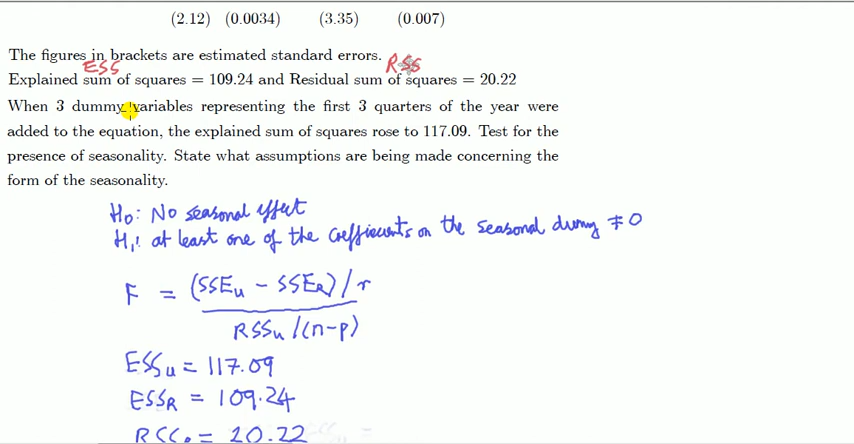 (2.12) (0.0034) (3.35) (0.007)
The figures in brackets are estimated standard errors.
ESS RSS
Explained sum of squares = 109.24 and Residual sum of squares = 20.22
When 3 dummy variables representing the first 3 quarters of the year were
added to the equation, the explained sum of squares rose to 117.09. Test for the
presence of seasonality. State what assumptions are being made concerning the
form of the seasonality.
H₀: No seasonal effect
H₁: at least one of the coefficients on the seasonal dummy ≠ 0
F = (SSEᵤ - SSE_R)/r
RSSᵤ/(n-p)
ESSᵤ = 117.09
ESS_R = 109.24
= 20.22